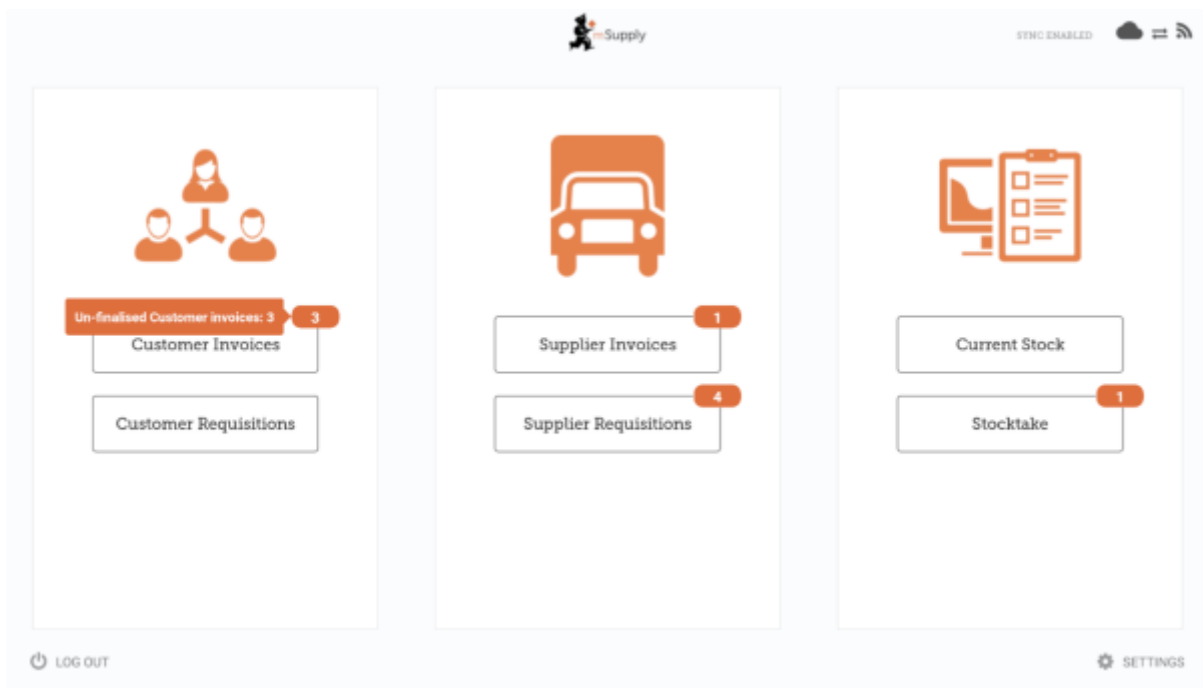 mSupply
SYNC ENABLED
Un-finalised Customer invoices: 3
3
Customer Invoices
Customer Requisitions
1
Supplier Invoices
4
Supplier Requisitions
Current Stock
1
Stocktake
LOG OUT
SETTINGS